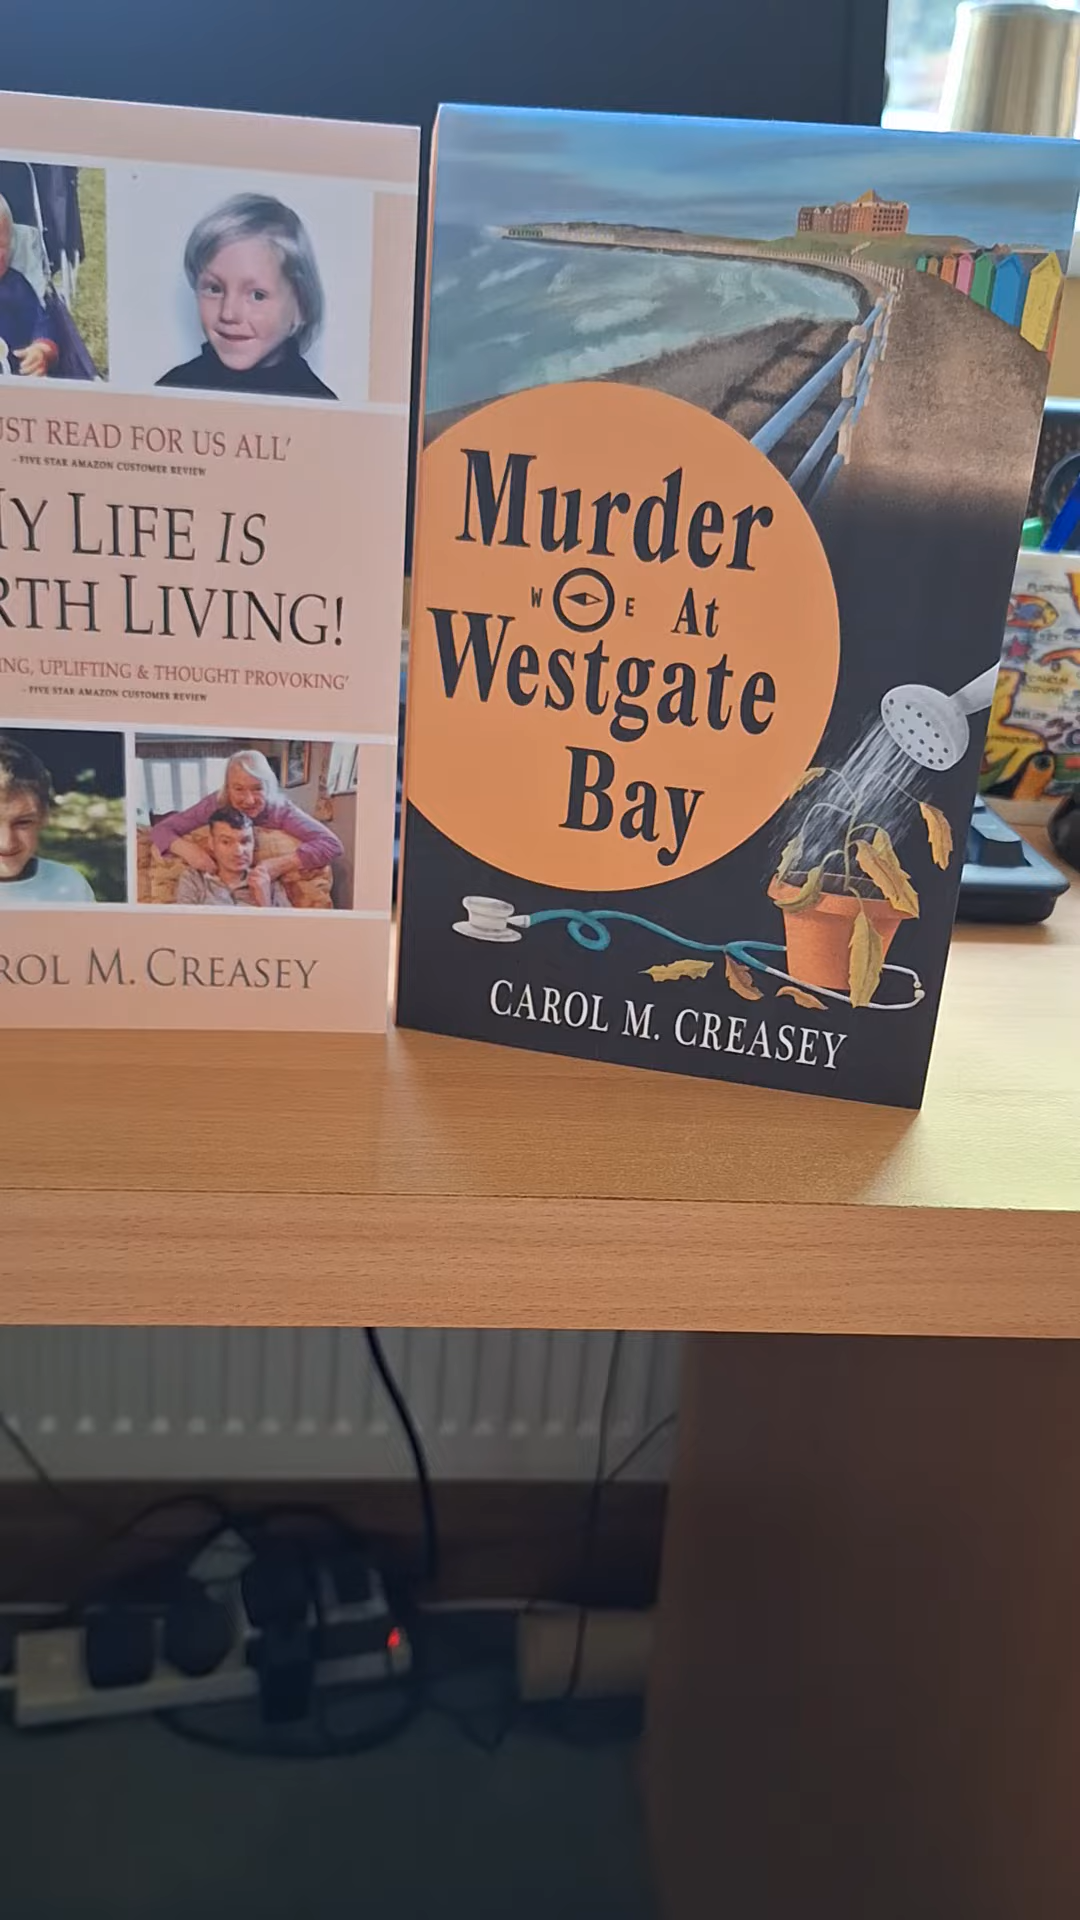 UST READ FOR US ALL'
- FIVE STAR AMAZON CUSTOMER REVIEW
Y LIFE IS
RTH LIVING!
ING, UPLIFTING & THOUGHT PROVOKING'
- FIVE STAR AMAZON CUSTOMER REVIEW
ROL M. CREASEY
Murder
W E At
Westgate
Bay
CAROL M. CREASEY